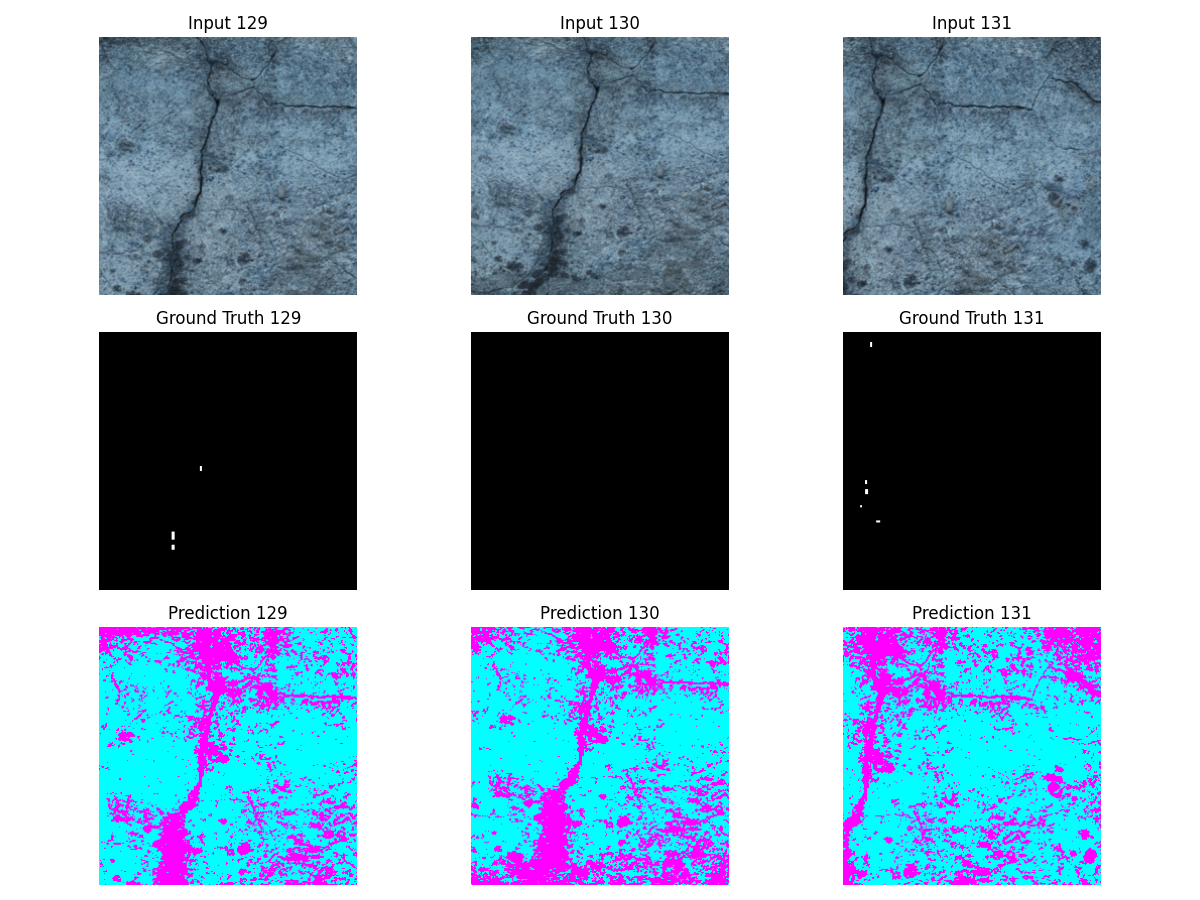 Input 129
Input 130
Input 131
Ground Truth 129
Ground Truth 130
Ground Truth 131
Prediction 129
Prediction 130
Prediction 131